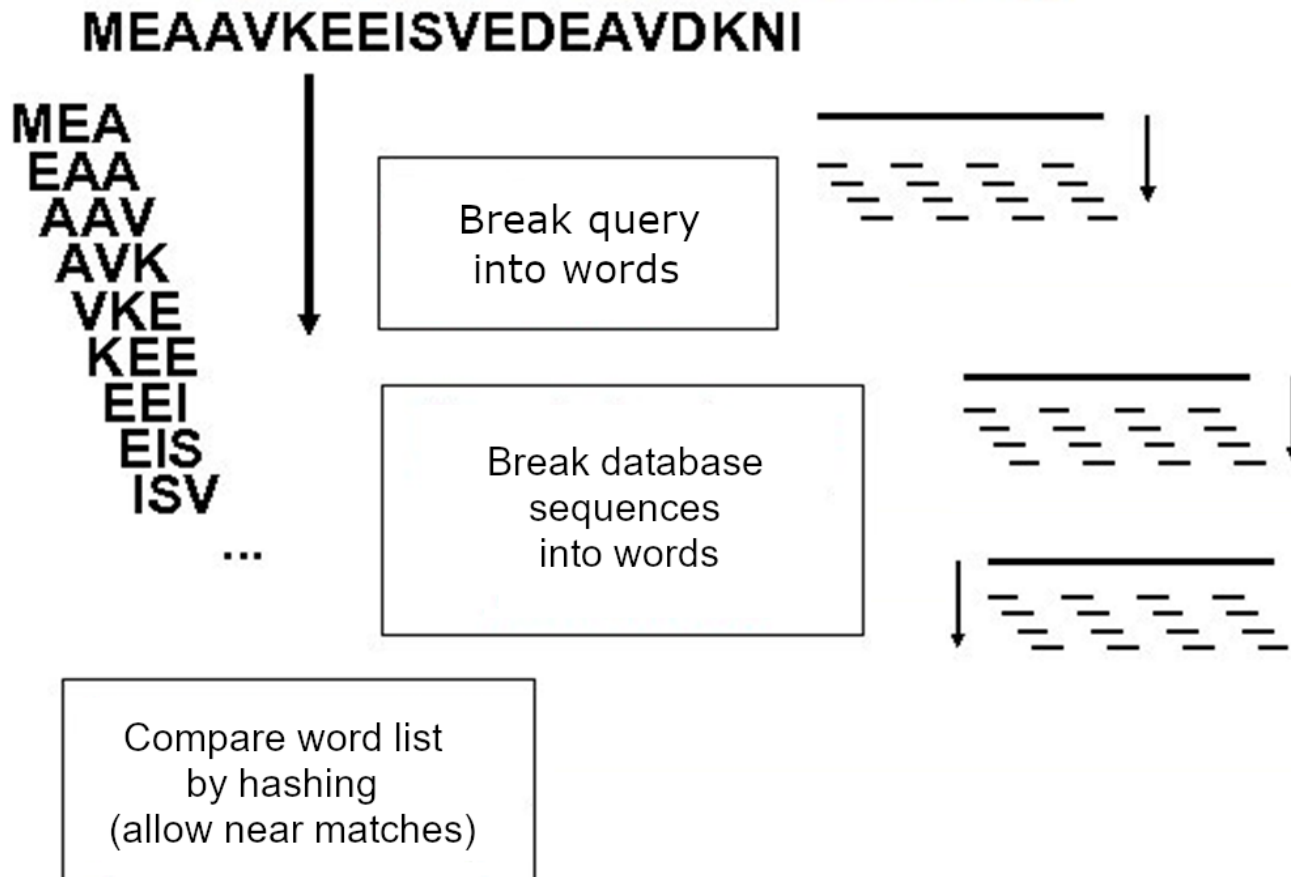 MEAAVKEEISVEDEAVDKNI
MEA
EAA
AAV
AVK
VKE
KEE
EEI
EIS
ISV
...
Break query
into words
Break database
sequences
into words
Compare word list
by hashing
(allow near matches)